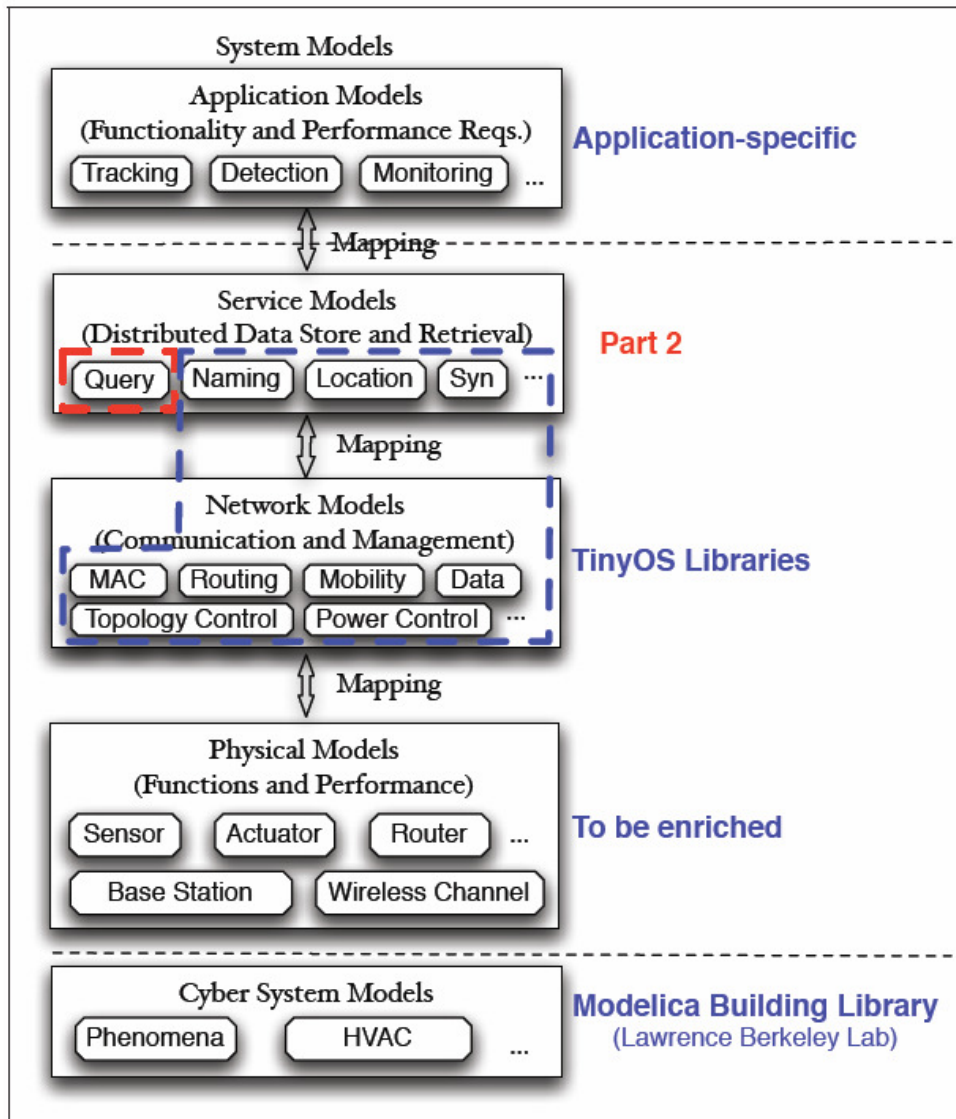 System Models
Application Models
(Functionality and Performance Reqs.)
Tracking Detection Monitoring ...
Application-specific
Mapping
Service Models
(Distributed Data Store and Retrieval)
Query Naming Location Syn ...
Part 2
Mapping
Network Models
(Communication and Management)
MAC Routing Mobility Data
Topology Control Power Control ...
TinyOS Libraries
Mapping
Physical Models
(Functions and Performance)
Sensor Actuator Router ...
Base Station Wireless Channel
To be enriched
Cyber System Models
Phenomena HVAC ...
Modelica Building Library
(Lawrence Berkeley Lab)